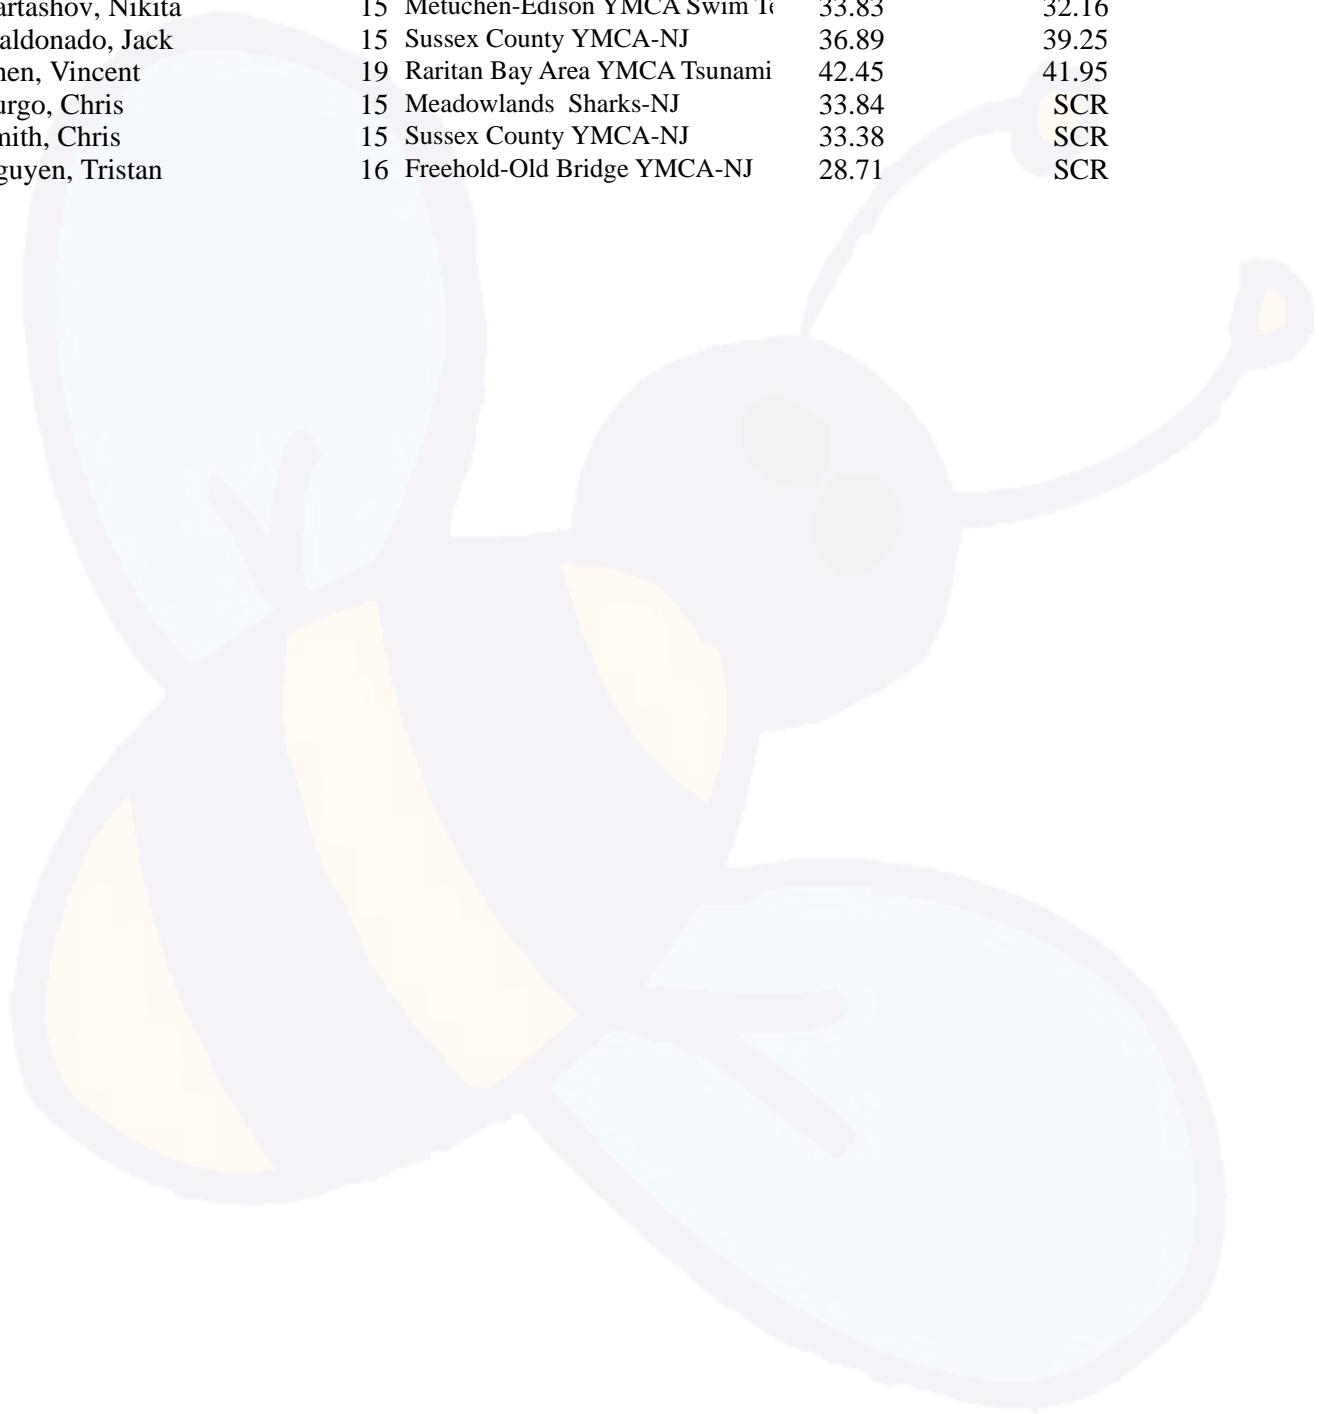 artashov, Nikita 15 Metuchen-Edison YMCA Swim Te 33.83 32.16
aldonado, Jack 15 Sussex County YMCA-NJ 36.89 39.25
hen, Vincent 19 Raritan Bay Area YMCA Tsunami 42.45 41.95
urgo, Chris 15 Meadowlands Sharks-NJ 33.84 SCR
mith, Chris 15 Sussex County YMCA-NJ 33.38 SCR
guyen, Tristan 16 Freehold-Old Bridge YMCA-NJ 28.71 SCR